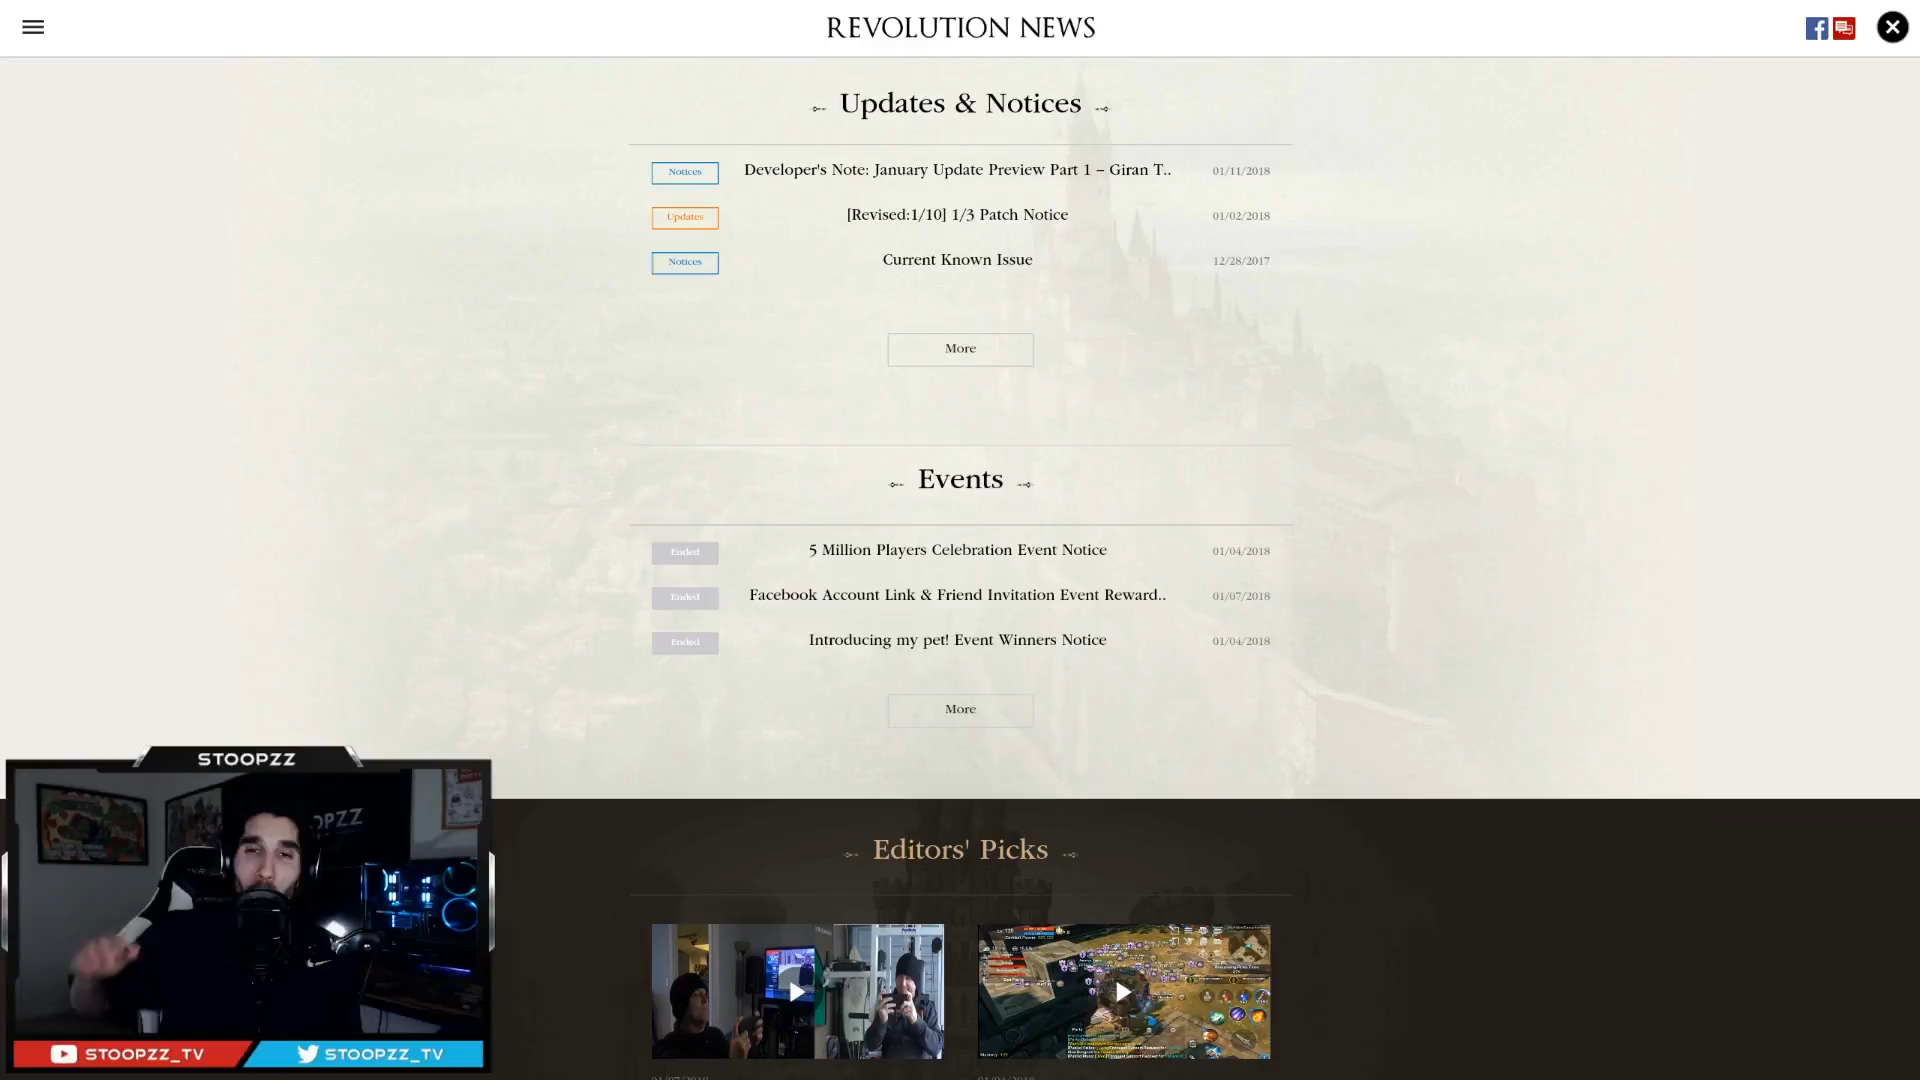 REVOLUTION NEWS
Updates & Notices
Notices Developer's Note: January Update Preview Part 1 – Giran T.. 01/11/2018
Updates [Revised:1/10] 1/3 Patch Notice 01/02/2018
Notices Current Known Issue 12/28/2017
More
Events
Ended 5 Million Players Celebration Event Notice 01/04/2018
Ended Facebook Account Link & Friend Invitation Event Reward.. 01/07/2018
Ended Introducing my pet! Event Winners Notice 01/04/2018
More
STOOPZZ
OPZZ
Editors' Picks
STOOPZZ_TV STOOPZZ_TV